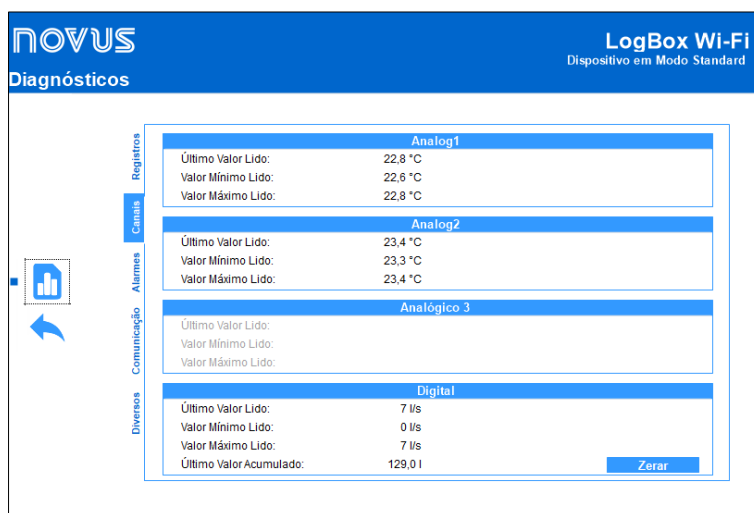 NOVUS
LogBox Wi-Fi
Dispositivo em Modo Standard
Diagnósticos
Registros
Canais
Alarmes
Comunicação
Diversos
Analog1
Último Valor Lido: 22,8 °C
Valor Mínimo Lido: 22,6 °C
Valor Máximo Lido: 22,8 °C
Analog2
Último Valor Lido: 23,4 °C
Valor Mínimo Lido: 23,3 °C
Valor Máximo Lido: 23,4 °C
Analógico 3
Último Valor Lido:
Valor Mínimo Lido:
Valor Máximo Lido:
Digital
Último Valor Lido: 7 l/s
Valor Mínimo Lido: 0 l/s
Valor Máximo Lido: 7 l/s
Último Valor Acumulado: 129,0 l
Zerar